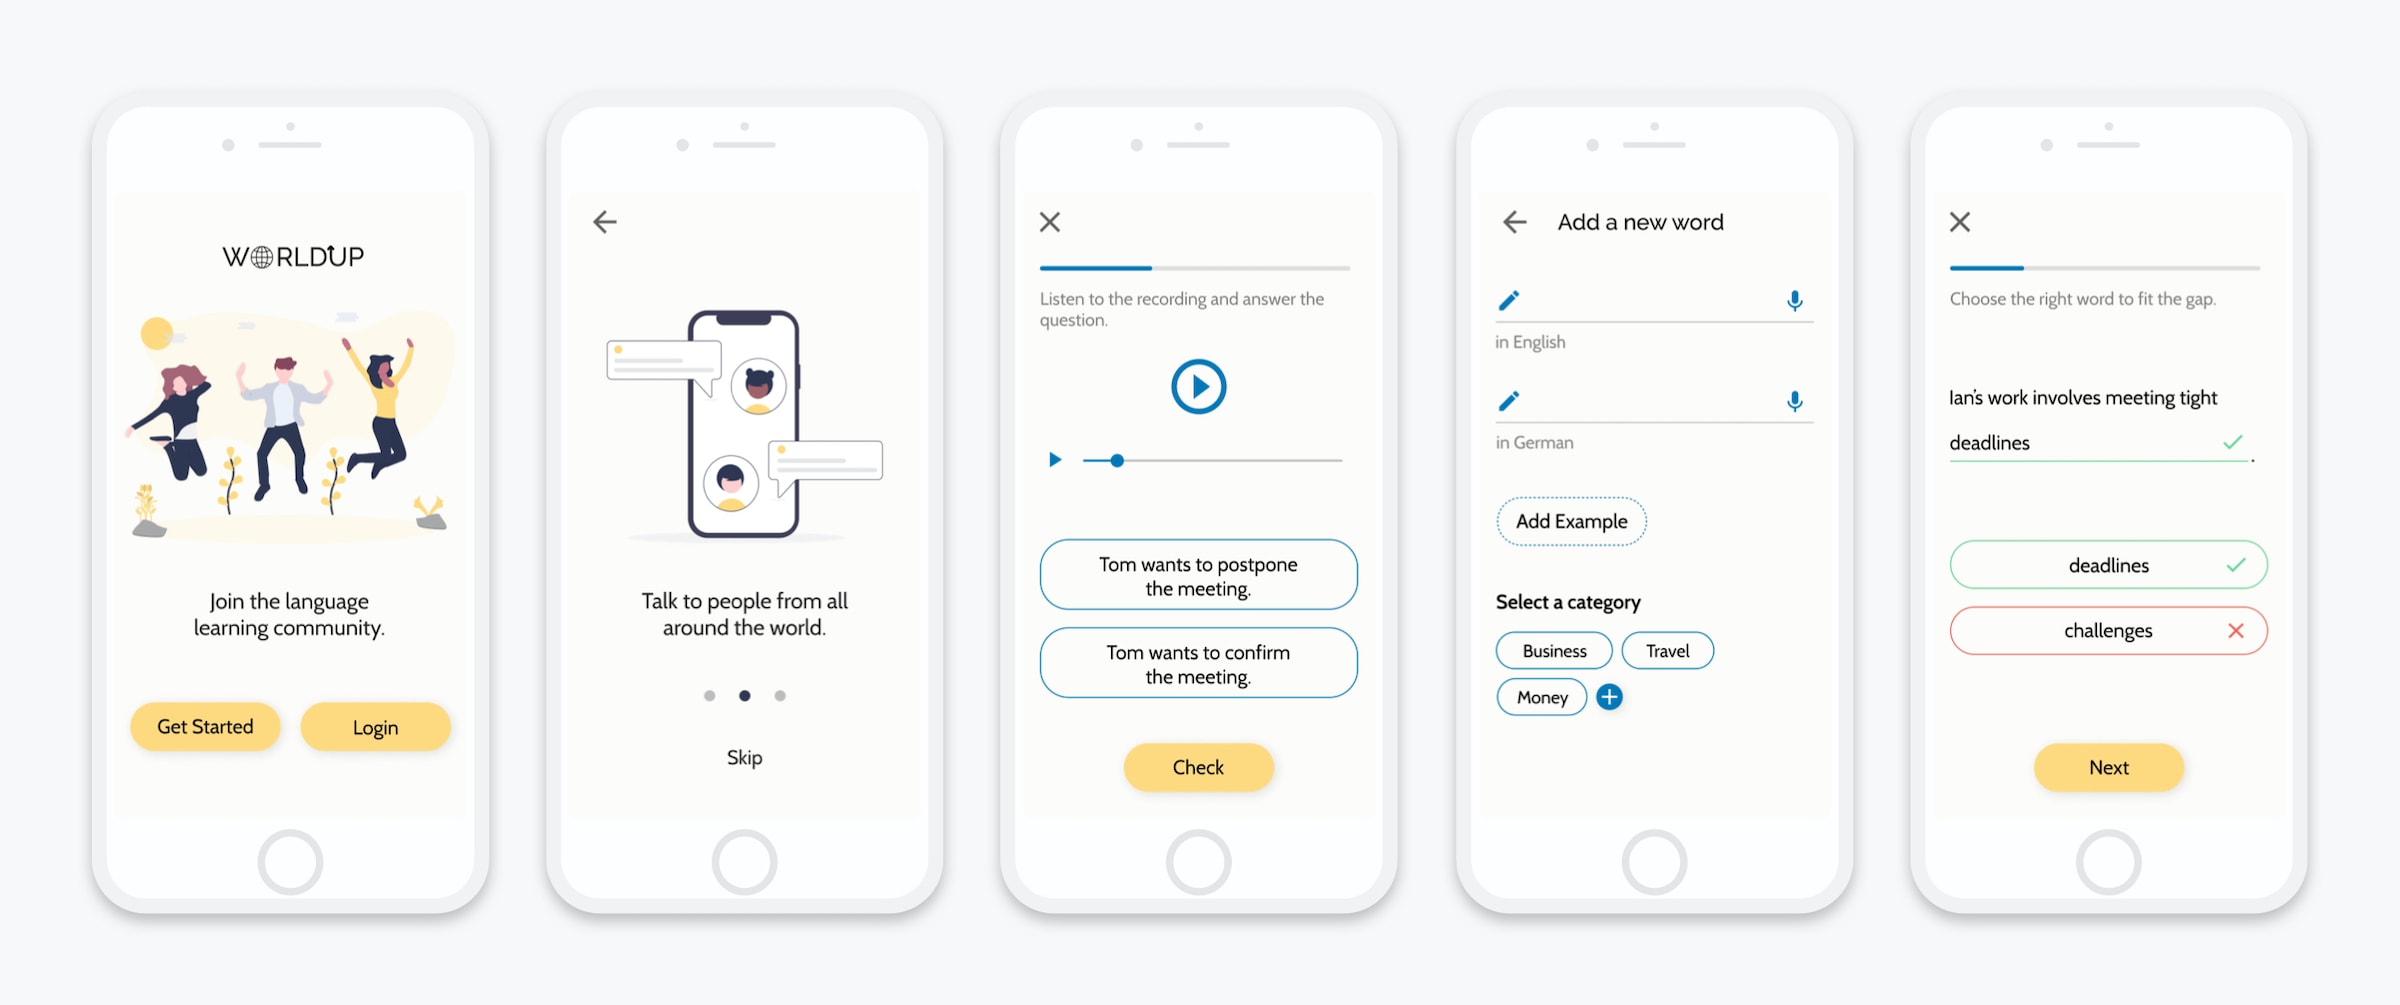 WORLDUP
Join the language
learning community.
Get Started
Login
Talk to people from all
around the world.
Skip
Listen to the recording and answer the
question.
Tom wants to postpone
the meeting.
Tom wants to confirm
the meeting.
Check
Add a new word
in English
in German
Add Example
Select a category
Business
Travel
Money
Choose the right word to fit the gap.
Ian's work involves meeting tight
deadlines
.
deadlines
challenges
Next